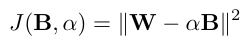 J(B, α) = ‖W − αB‖²